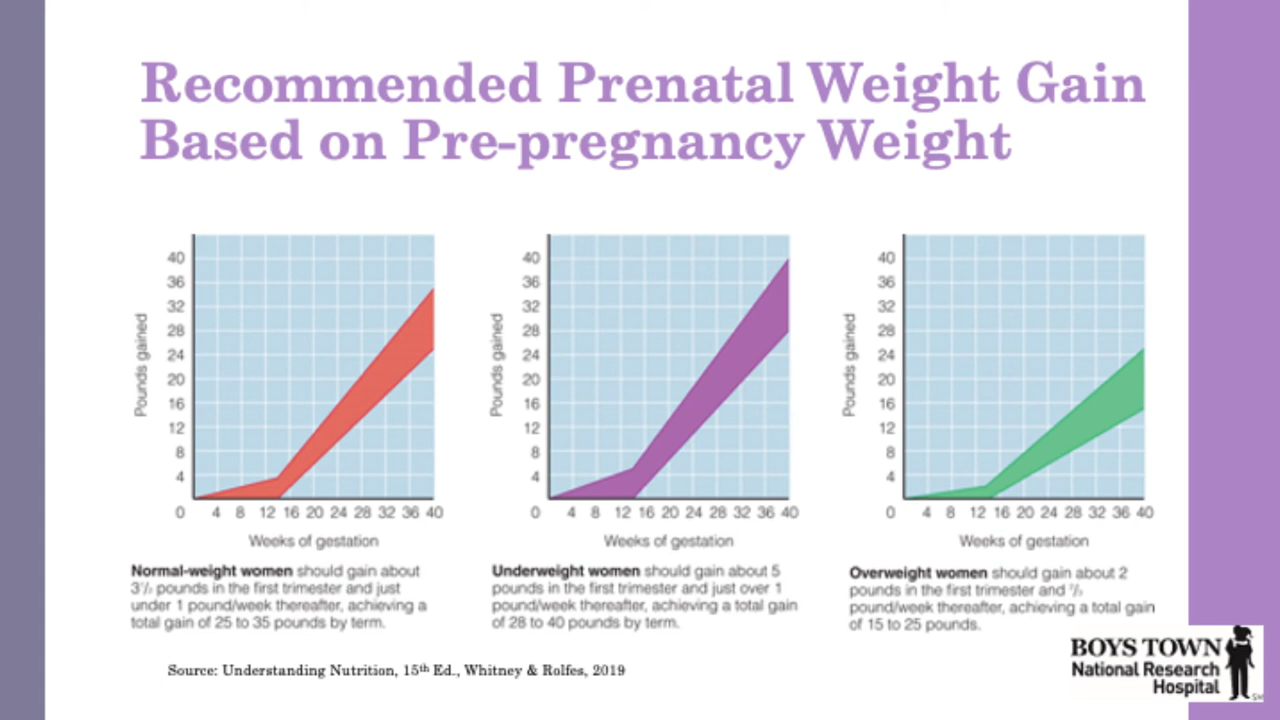 Recommended Prenatal Weight Gain
Based on Pre-pregnancy Weight
Pounds gained
40
36
32
28
24
20
16
12
8
4
0 4 8 12 16 20 24 28 32 36 40
Weeks of gestation
Normal-weight women should gain about
3½ pounds in the first trimester and just
under 1 pound/week thereafter, achieving a
total gain of 25 to 35 pounds by term.
Pounds gained
40
36
32
28
24
20
16
12
8
4
0 4 8 12 16 20 24 28 32 36 40
Weeks of gestation
Underweight women should gain about 5
pounds in the first trimester and just over 1
pound/week thereafter, achieving a total gain
of 28 to 40 pounds by term.
Pounds gained
40
36
32
28
24
20
16
12
8
4
0 4 8 12 16 20 24 28 32 36 40
Weeks of gestation
Overweight women should gain about 2
pounds in the first trimester and ⅔
pound/week thereafter, achieving a total gain
of 15 to 25 pounds.
Source: Understanding Nutrition, 15th Ed., Whitney & Rolfes, 2019
BOYS TOWN
National Research
Hospital
SM